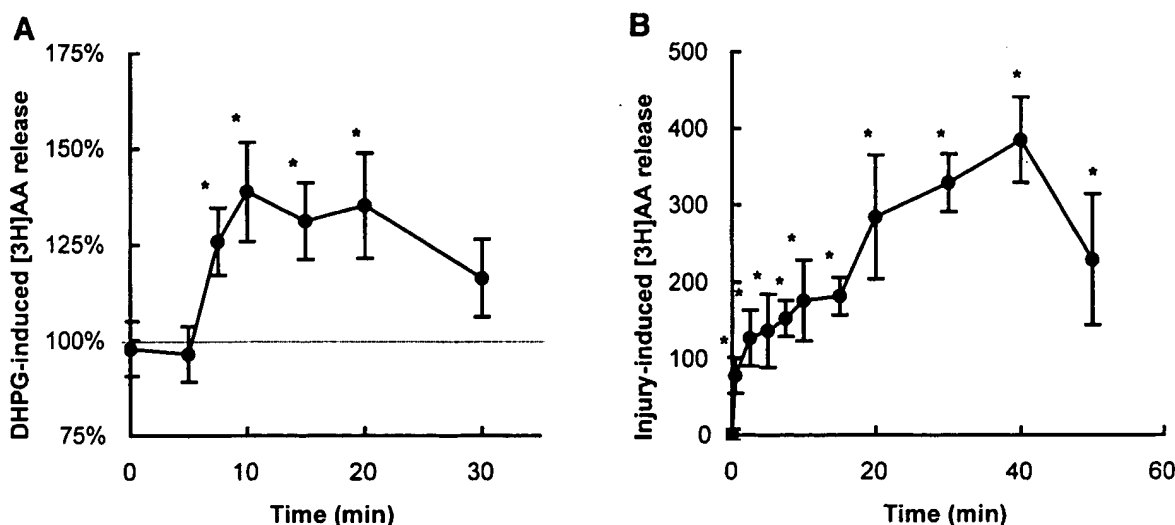 A
DHPG-induced [3H]AA release
175%
150%
125%
100%
75%
* * * * *
0 10 20 30
Time (min)
B
Injury-induced [3H]AA release
500
400
300
200
100
0
* * * * * * * * * *
0 20 40 60
Time (min)